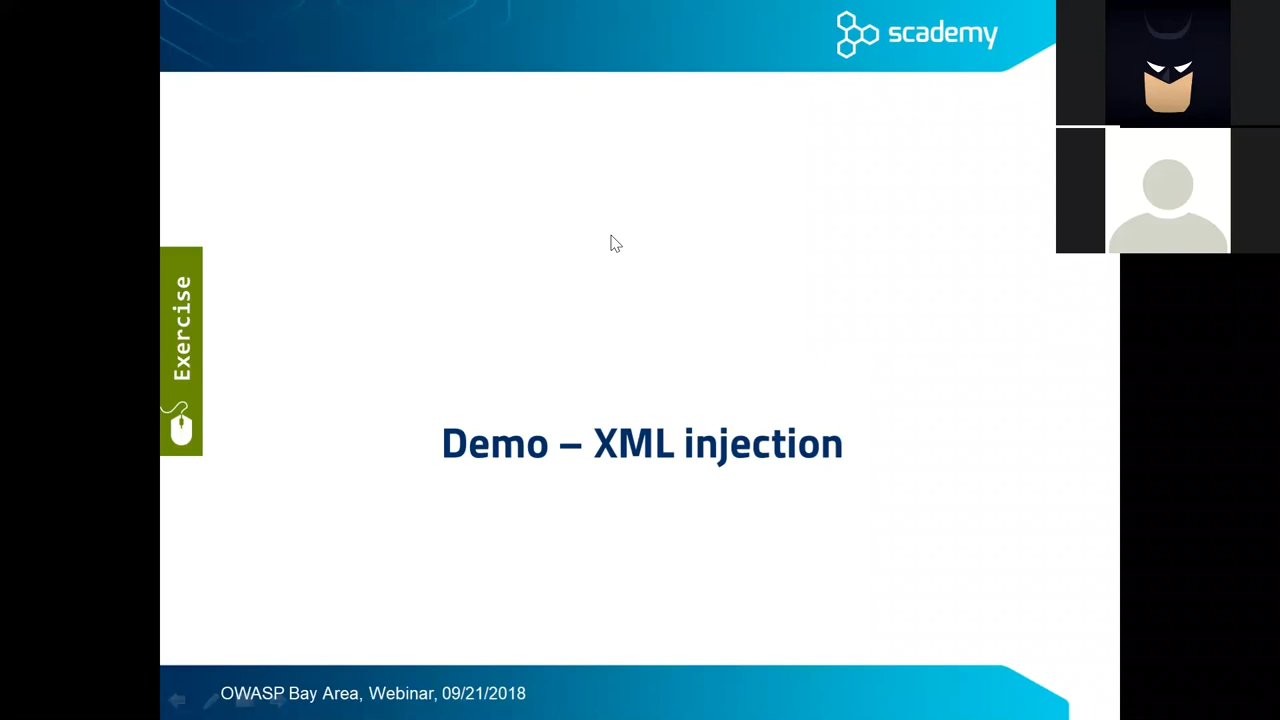 scademy
Exercise
Demo – XML injection
OWASP Bay Area, Webinar, 09/21/2018